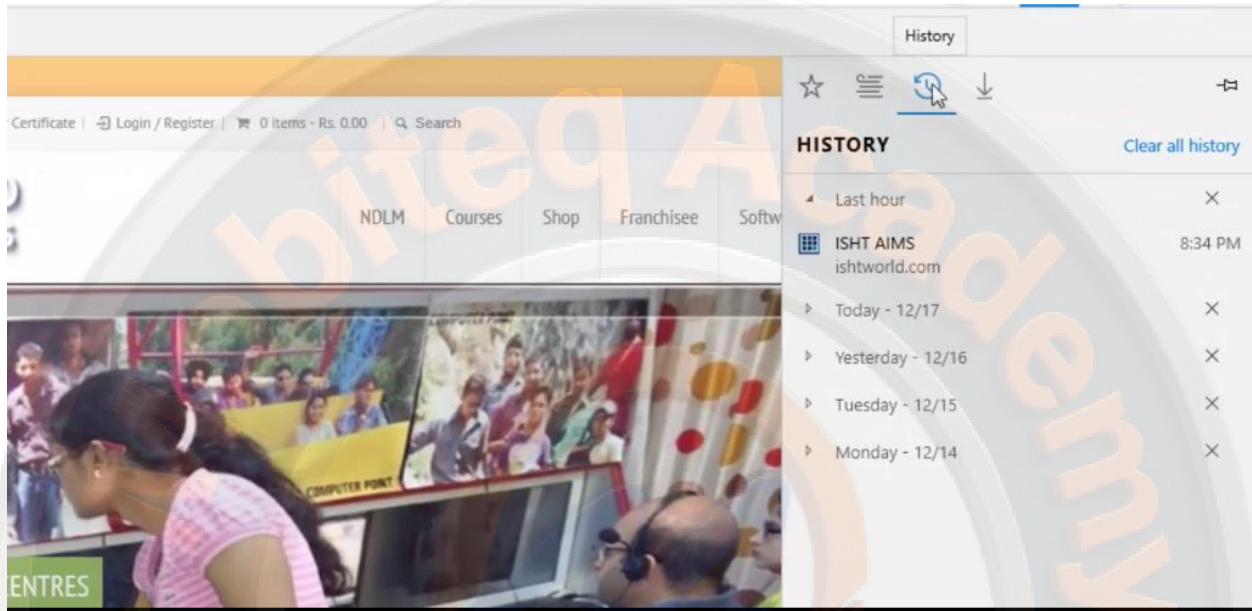 History
Certificate | Login / Register | 0 items - Rs. 0.00 | Search
HISTORY
Clear all history
NDLM Courses Shop Franchisee Softw
Last hour
ISHT AIMS 8:34 PM
ishtworld.com
Today - 12/17
Yesterday - 12/16
Tuesday - 12/15
Monday - 12/14
COMPUTER POINT
COMPUTER POINT
ENTRES
biteq Academy